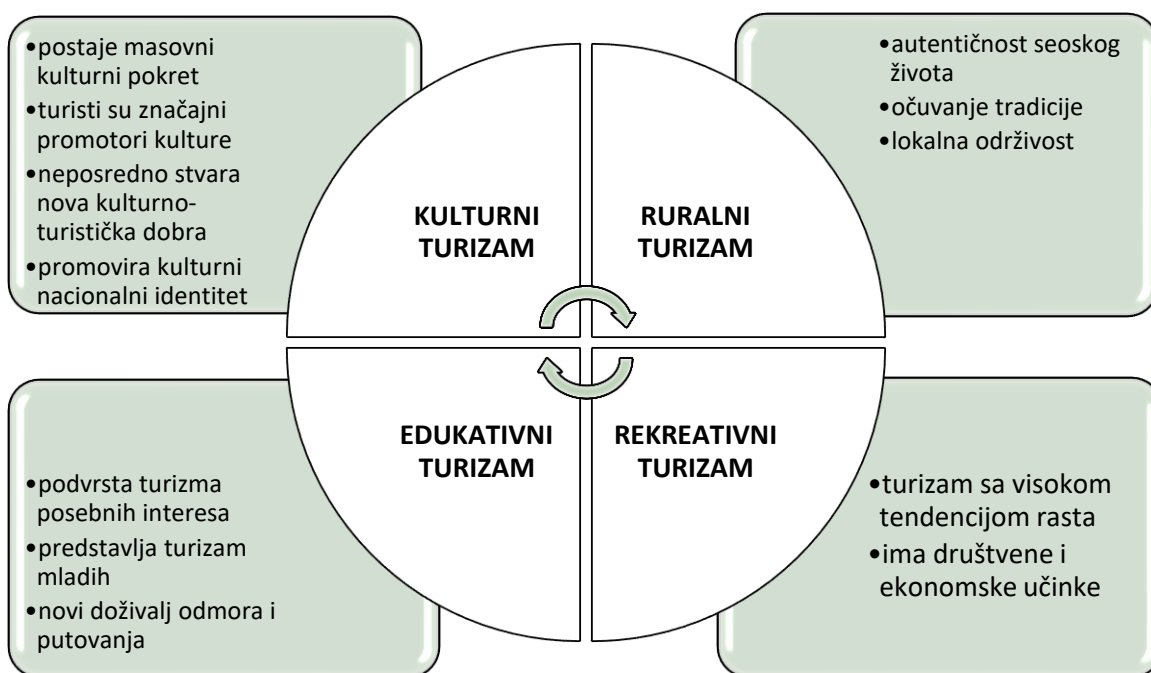 •postaje masovni
kulturni pokret
•turisti su značajni
promotori kulture
•neposredno stvara
nova kulturno-
turistička dobra
•promovira kulturni
nacionalni identitet
KULTURNI
TURIZAM
RURALNI
TURIZAM
•autentičnost seoskog
života
•očuvanje tradicije
•lokalna održivost
•podvrsta turizma
posebnih interesa
•predstavlja turizam
mladih
•novi doživalj odmora i
putovanja
EDUKATIVNI
TURIZAM
REKREATIVNI
TURIZAM
•turizam sa visokom
tendencijom rasta
•ima društvene i
ekonomske učinke